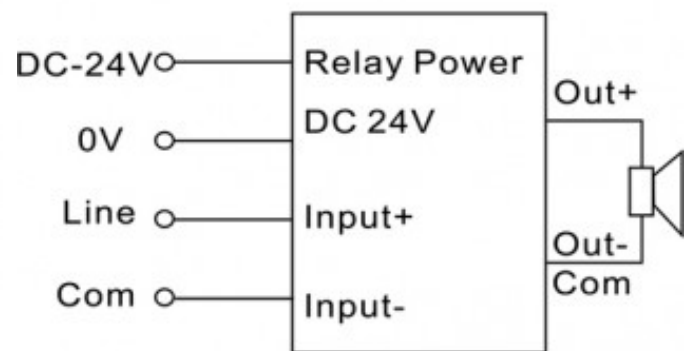 DC-24V
0V
Line
Com
Relay Power
DC 24V
Input+
Input-
Out+
Out-
Com